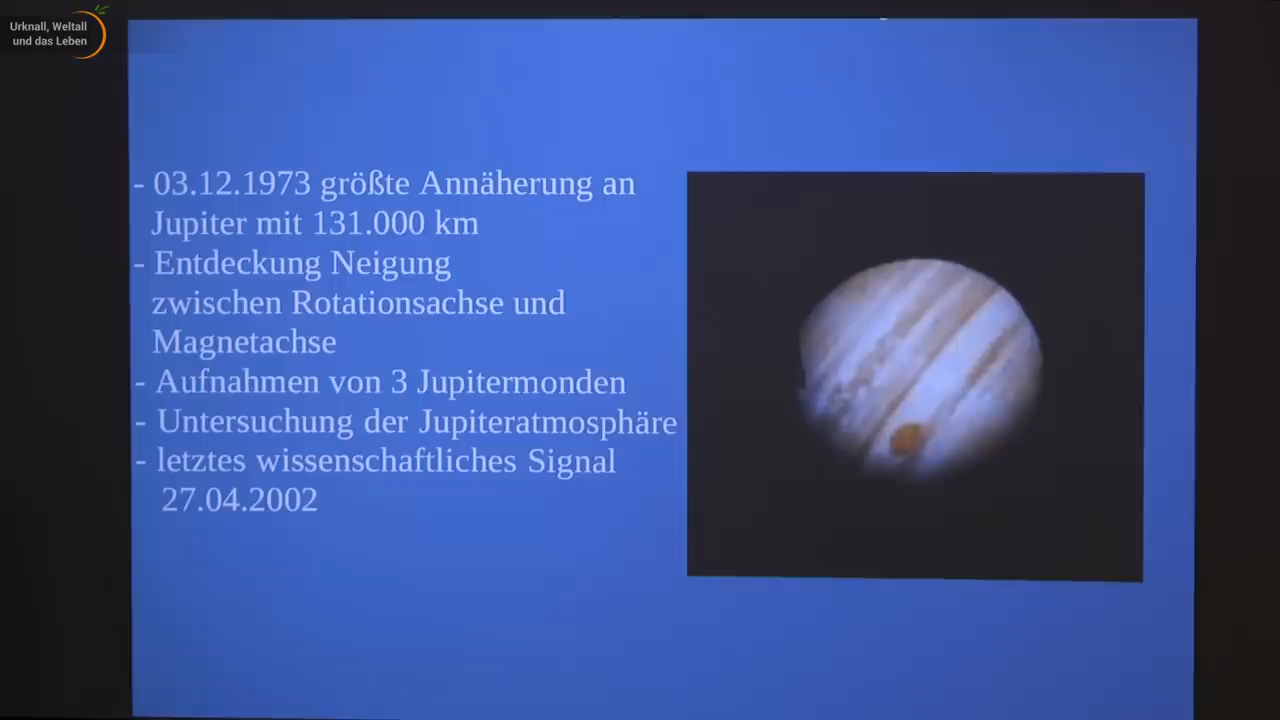 Urknall, Weltall
und das Leben
- 03.12.1973 größte Annäherung an
Jupiter mit 131.000 km
- Entdeckung Neigung
zwischen Rotationsachse und
Magnetachse
- Aufnahmen von 3 Jupitermonden
- Untersuchung der Jupiteratmosphäre
- letztes wissenschaftliches Signal
27.04.2002